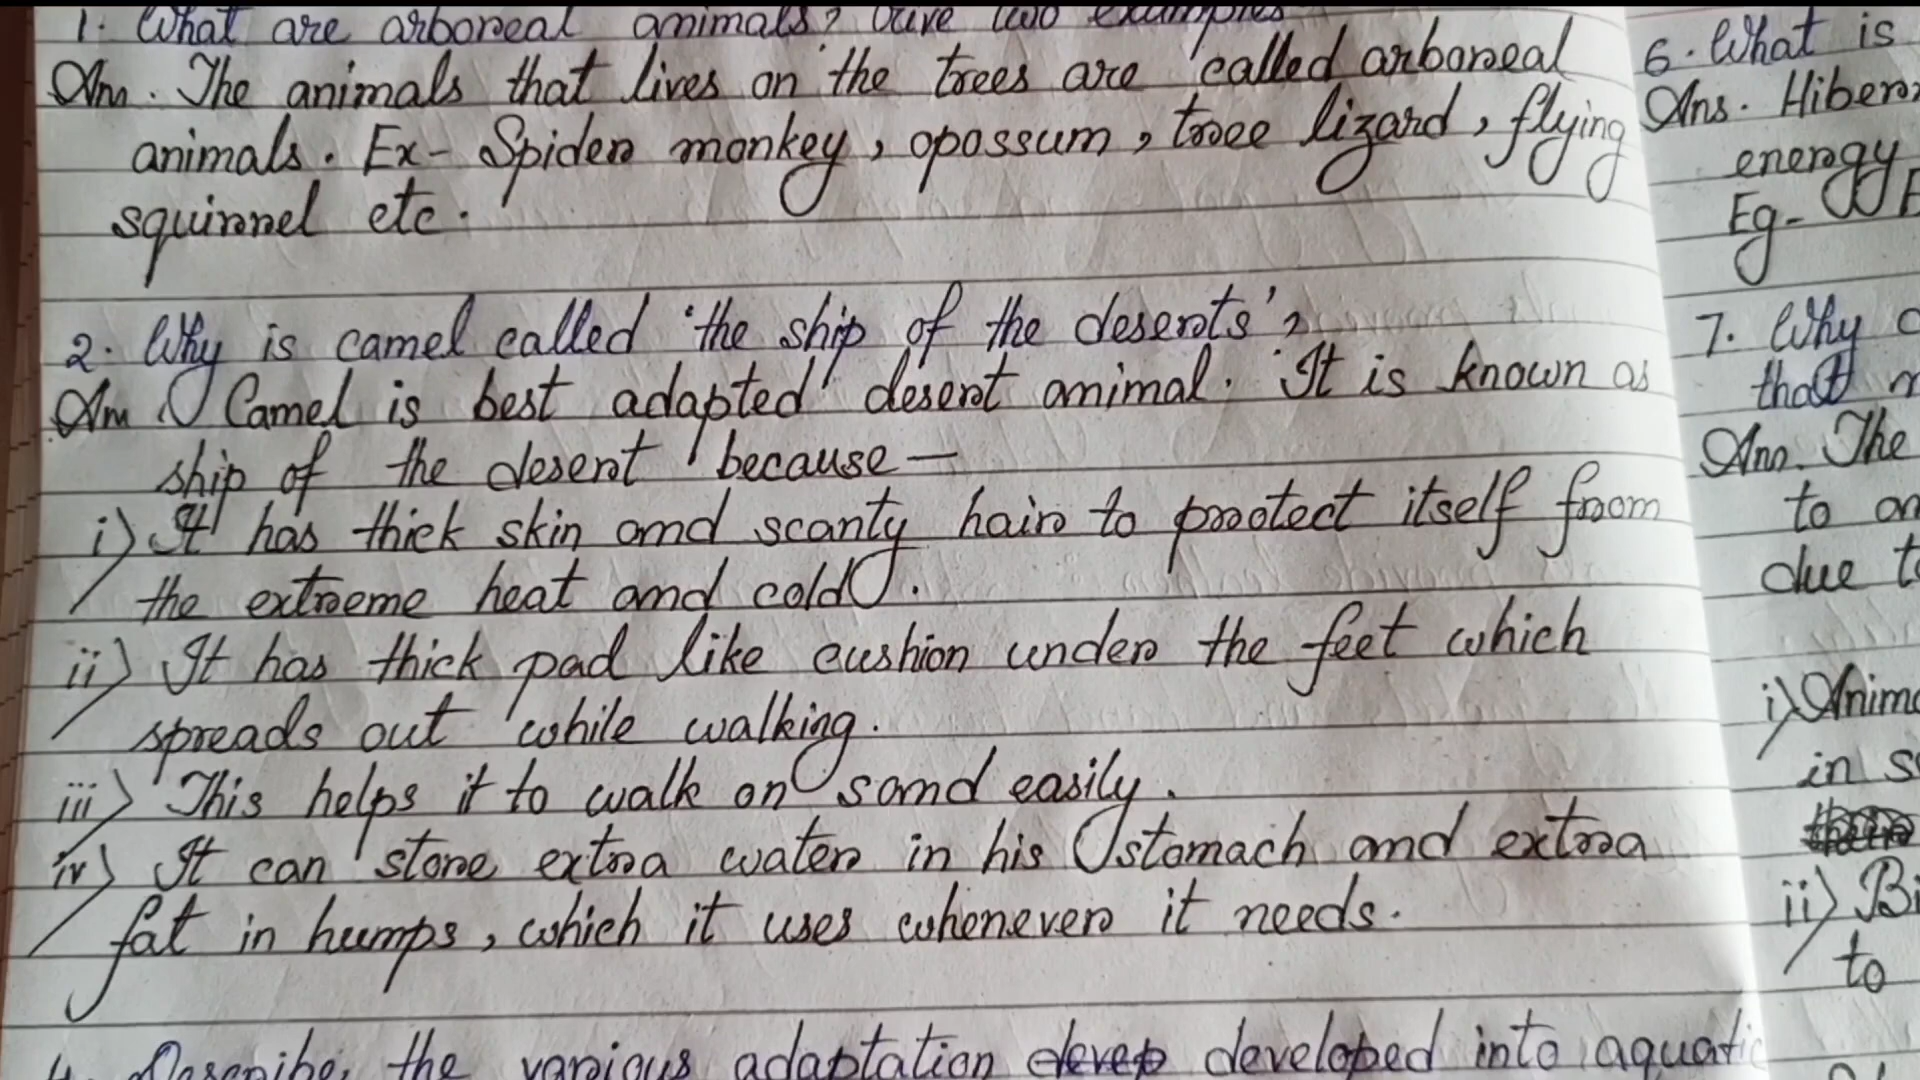 1. What are arboreal animals? Give two examples
Ans. The animals that lives on the trees are called arboreal
animals. Ex- Spider monkey, opossum, tree lizard, flying
squirrel etc.
2. Why is camel called 'the ship of the deserts'?
Ans Camel is best adapted desert animal. It is known as
ship of the desert because —
i) It has thick skin and scanty hair to protect itself from
the extreme heat and cold.
ii) It has thick pad like cushion under the feet which
spreads out while walking.
iii) This helps it to walk on sand easily.
iv) It can store extra water in his stomach and extra
fat in humps, which it uses whenever it needs.
4. Describe the various adaptation developed into aquatic
6. What is
Ans. Hiber
energy
Eg-
7. Why
that
Ans. The
to
due
i) Anima
in
ii) Bi
to